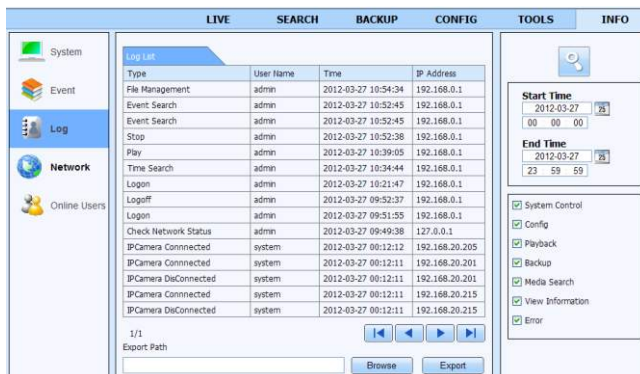 LIVE SEARCH BACKUP CONFIG TOOLS INFO
System
Event
Log
Network
Online Users
Log List
Type User Name Time IP Address
File Management admin 2012-03-27 10:54:34 192.168.0.1
Event Search admin 2012-03-27 10:52:45 192.168.0.1
Event Search admin 2012-03-27 10:52:45 192.168.0.1
Stop admin 2012-03-27 10:52:38 192.168.0.1
Play admin 2012-03-27 10:39:05 192.168.0.1
Time Search admin 2012-03-27 10:34:44 192.168.0.1
Logon admin 2012-03-27 10:21:47 192.168.0.1
Logoff admin 2012-03-27 09:52:37 192.168.0.1
Logon admin 2012-03-27 09:51:55 192.168.0.1
Check Network Status admin 2012-03-27 09:49:38 127.0.0.1
IPCamera Connnected system 2012-03-27 00:12:12 192.168.20.205
IPCamera Connnected system 2012-03-27 00:12:11 192.168.20.201
IPCamera DisConnected system 2012-03-27 00:12:11 192.168.20.201
IPCamera Connnected system 2012-03-27 00:12:11 192.168.20.215
IPCamera DisConnected system 2012-03-27 00:12:11 192.168.20.215
1/1
Export Path
Browse Export
Start Time
2012-03-27 25
00 00 00
End Time
2012-03-27 25
23 59 59
System Control
Config
Playback
Backup
Media Search
View Information
Error